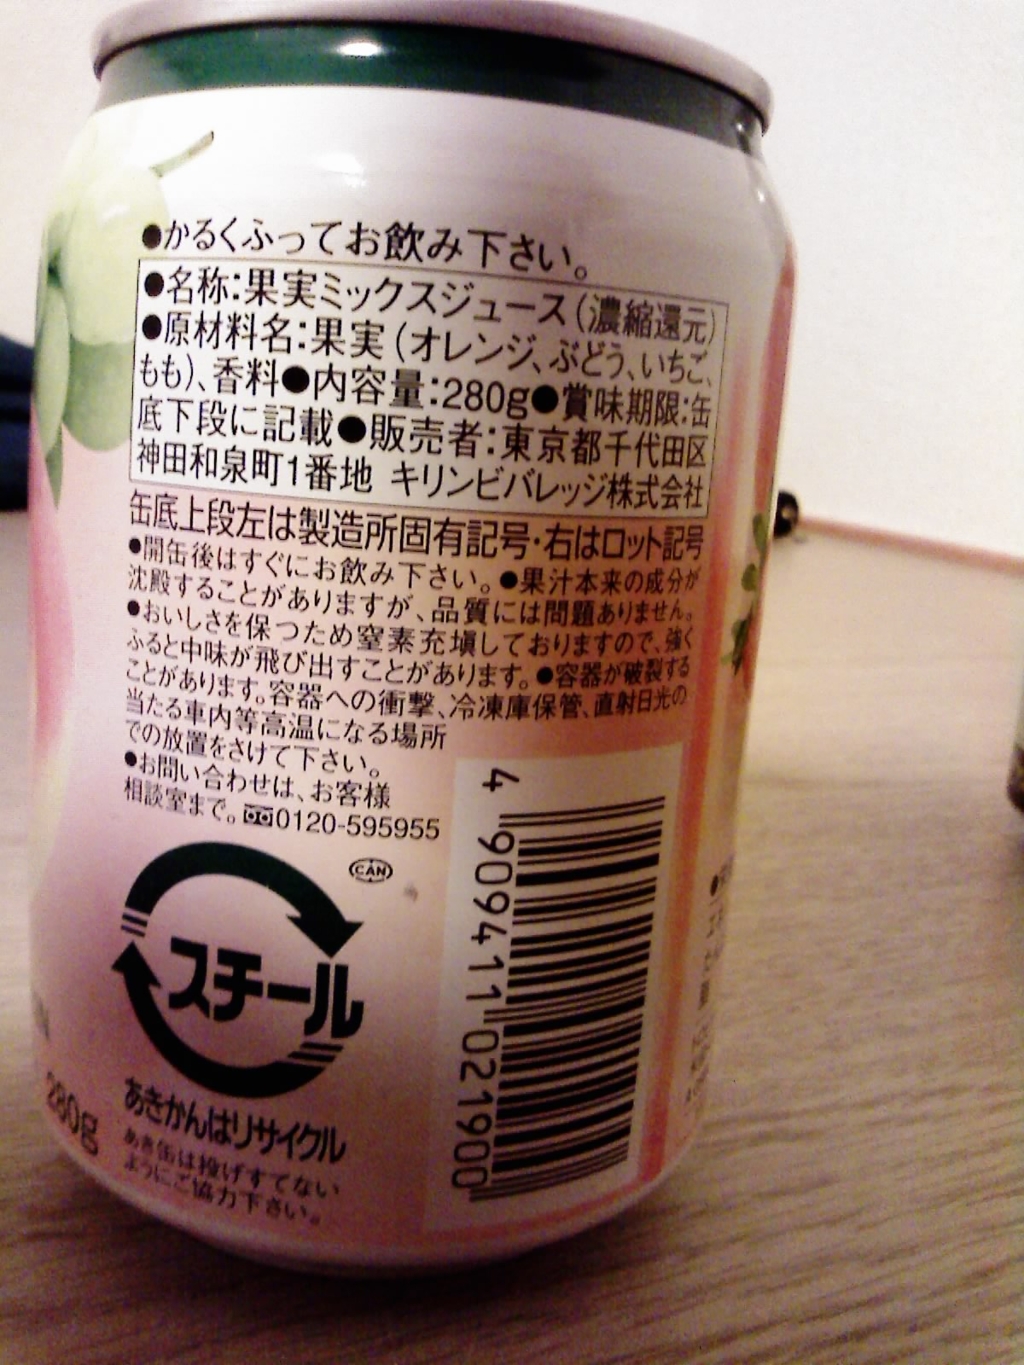 ●かるくふってお飲み下さい。
●名称:果実ミックスジュース(濃縮還元)
●原材料名:果実(オレンジ、ぶどう、いちご、
もも)、香料●内容量:280g●賞味期限:缶
底下段に記載●販売者:東京都千代田区
神田和泉町1番地 キリンビバレッジ株式会社
缶底上段左は製造所固有記号・右はロット記号
●開缶後はすぐにお飲み下さい。●果汁本来の成分が
沈殿することがありますが、品質には問題ありません。
●おいしさを保つため窒素充填しておりますので、強く
ふると中味が飛び出すことがあります。●容器が破裂する
ことがあります。容器への衝撃、冷凍庫保管、直射日光の
当たる車内等高温になる場所
での放置をさけて下さい。
●お問い合わせは、お客様
相談室まで。0120-595955
CAN
スチール
あきかんはリサイクル
あき缶は投げすてない
ようにご協力下さい。
280g
4 909411 021900